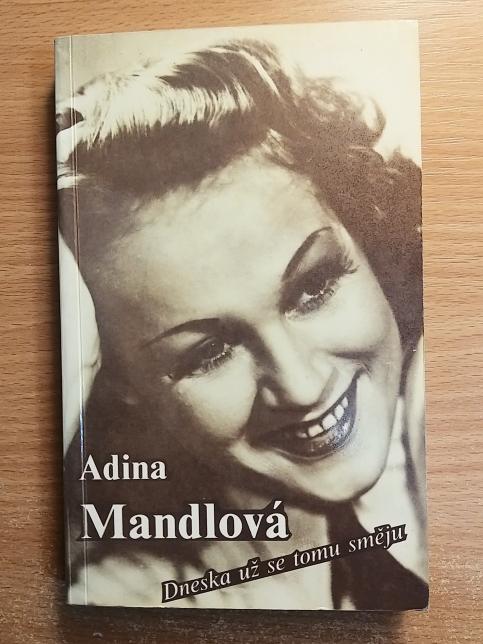 Adina
Mandlová
Dneska už se tomu směju